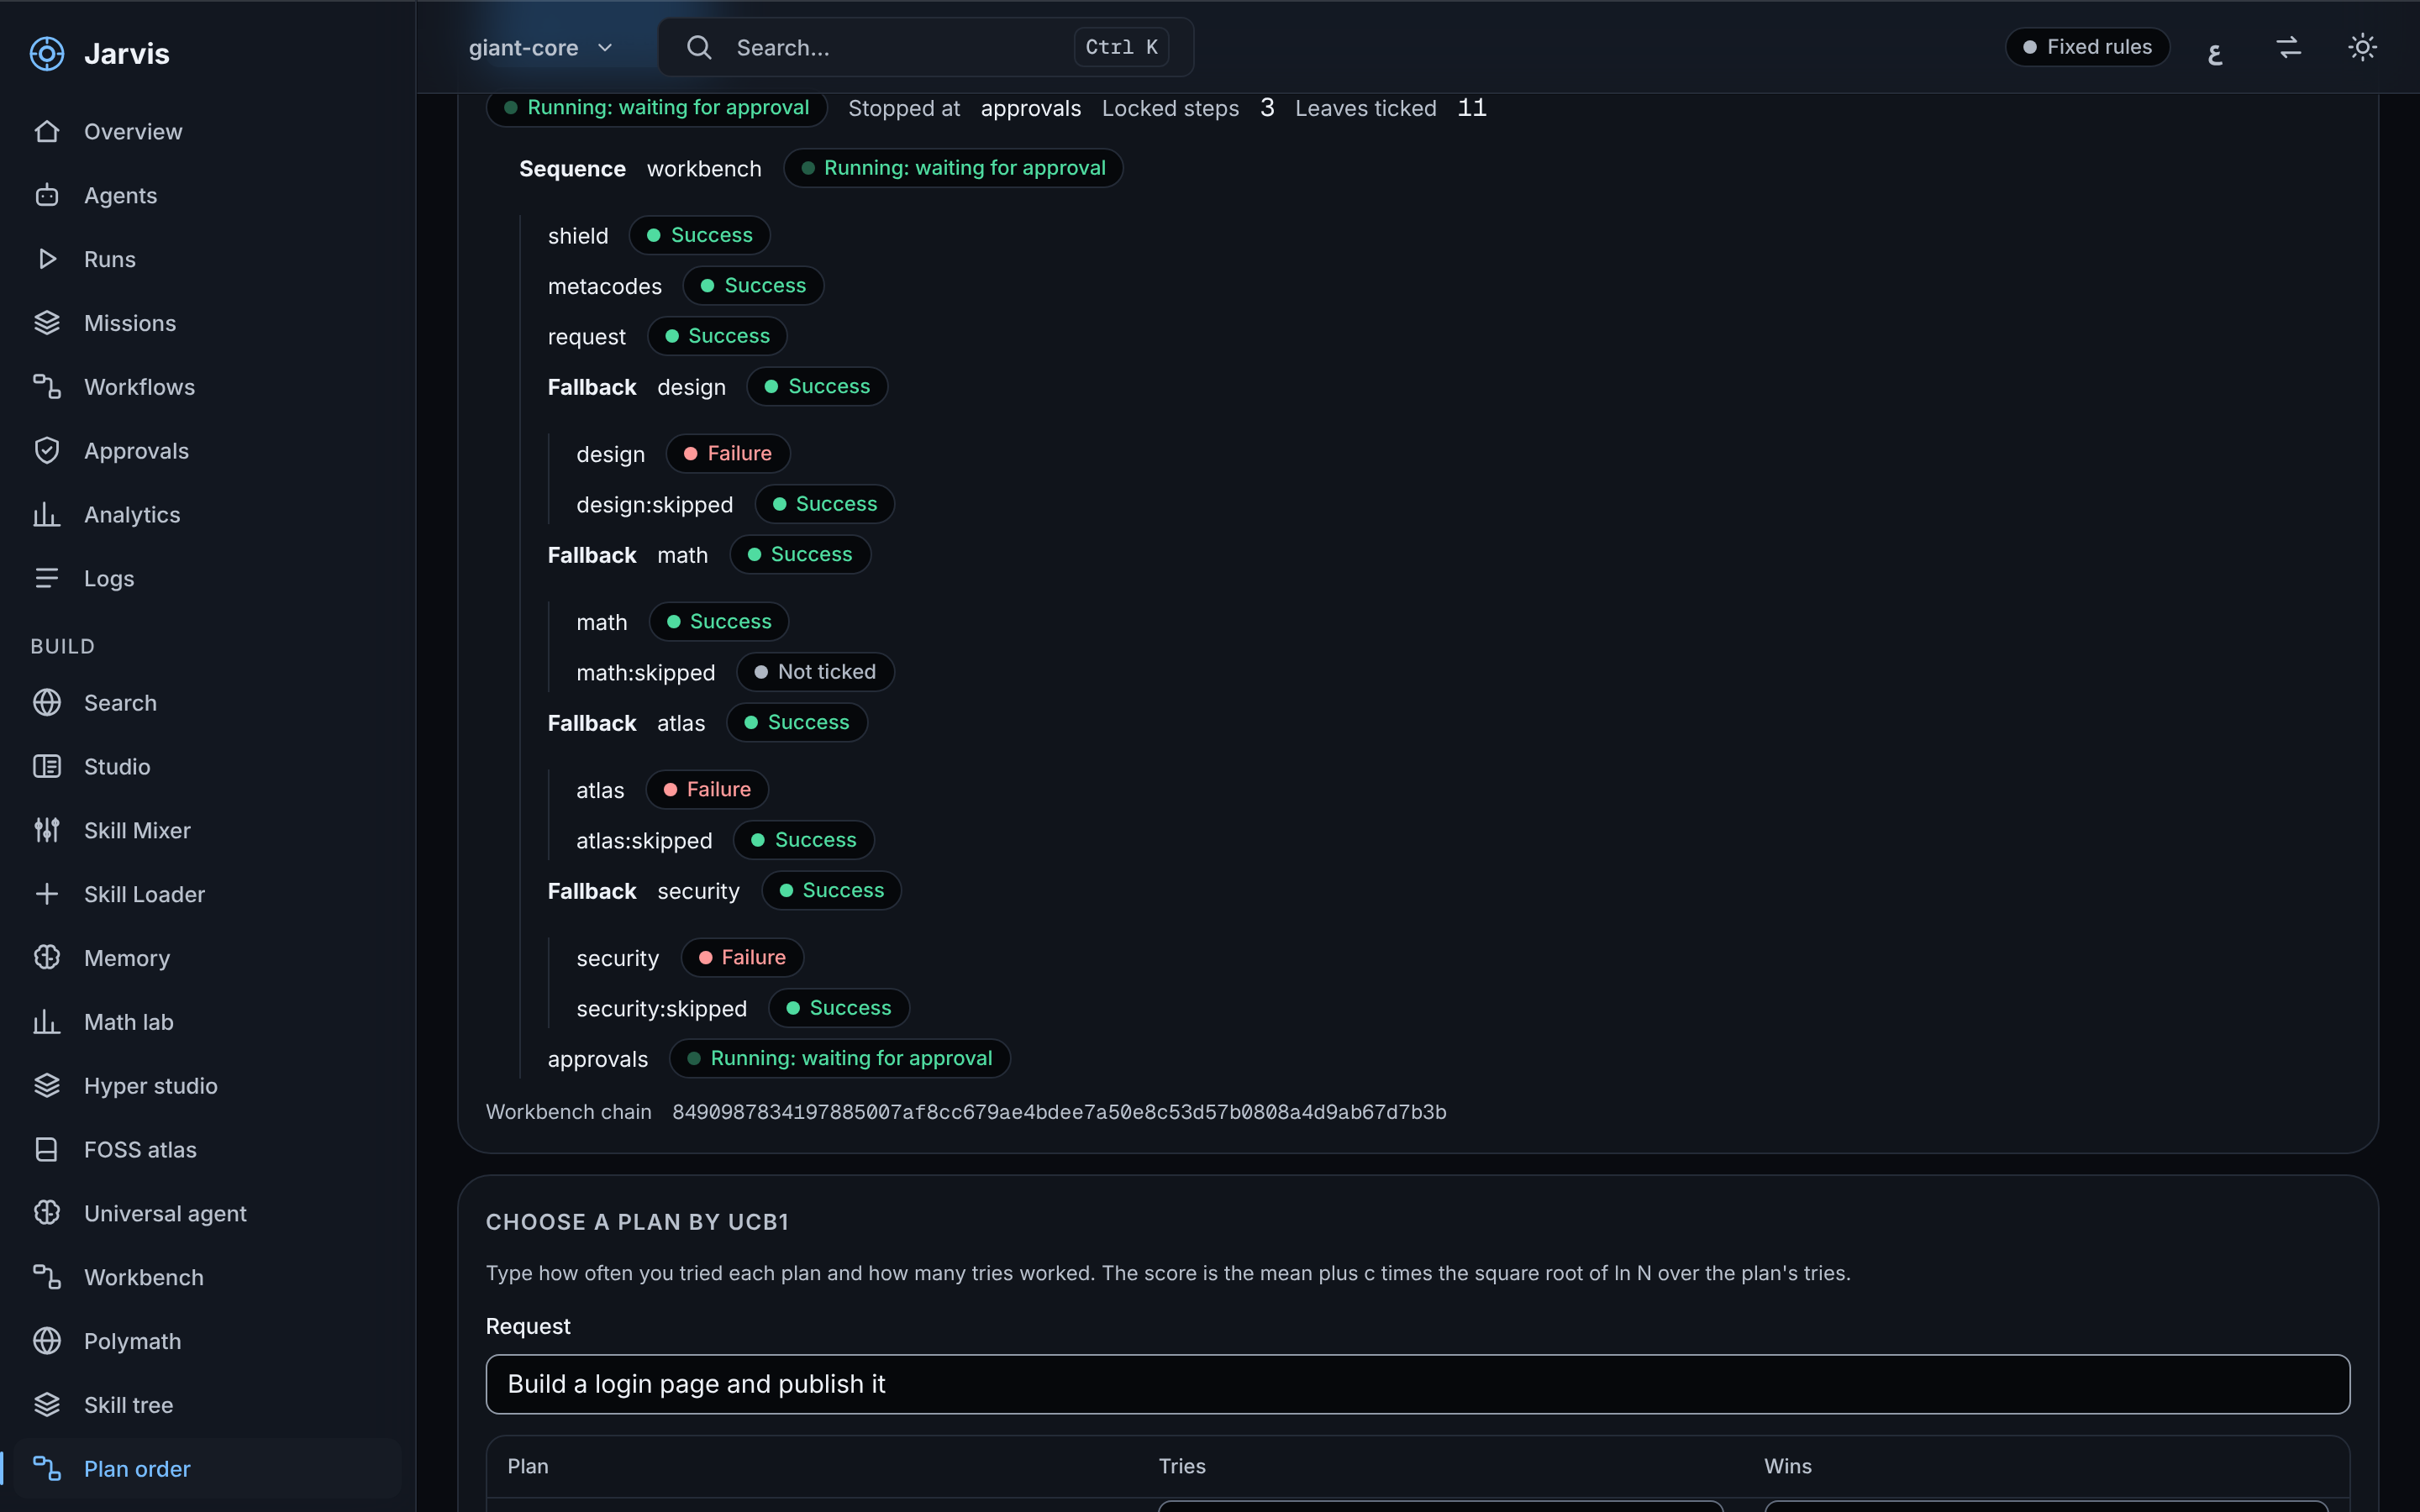 Jarvis
giant-core
Search...
Ctrl K
Fixed rules
ع
Overview
Agents
Runs
Missions
Workflows
Approvals
Analytics
Logs
BUILD
Search
Studio
Skill Mixer
Skill Loader
Memory
Math lab
Hyper studio
FOSS atlas
Universal agent
Workbench
Polymath
Skill tree
Plan order
Running: waiting for approval Stopped at approvals Locked steps 3 Leaves ticked 11
Sequence workbench Running: waiting for approval
shield Success
metacodes Success
request Success
Fallback design Success
design Failure
design:skipped Success
Fallback math Success
math Success
math:skipped Not ticked
Fallback atlas Success
atlas Failure
atlas:skipped Success
Fallback security Success
security Failure
security:skipped Success
approvals Running: waiting for approval
Workbench chain 8490987834197885007af8cc679ae4bdee7a50e8c53d57b0808a4d9ab67d7b3b
CHOOSE A PLAN BY UCB1
Type how often you tried each plan and how many tries worked. The score is the mean plus c times the square root of ln N over the plan's tries.
Request
Build a login page and publish it
Plan Tries Wins